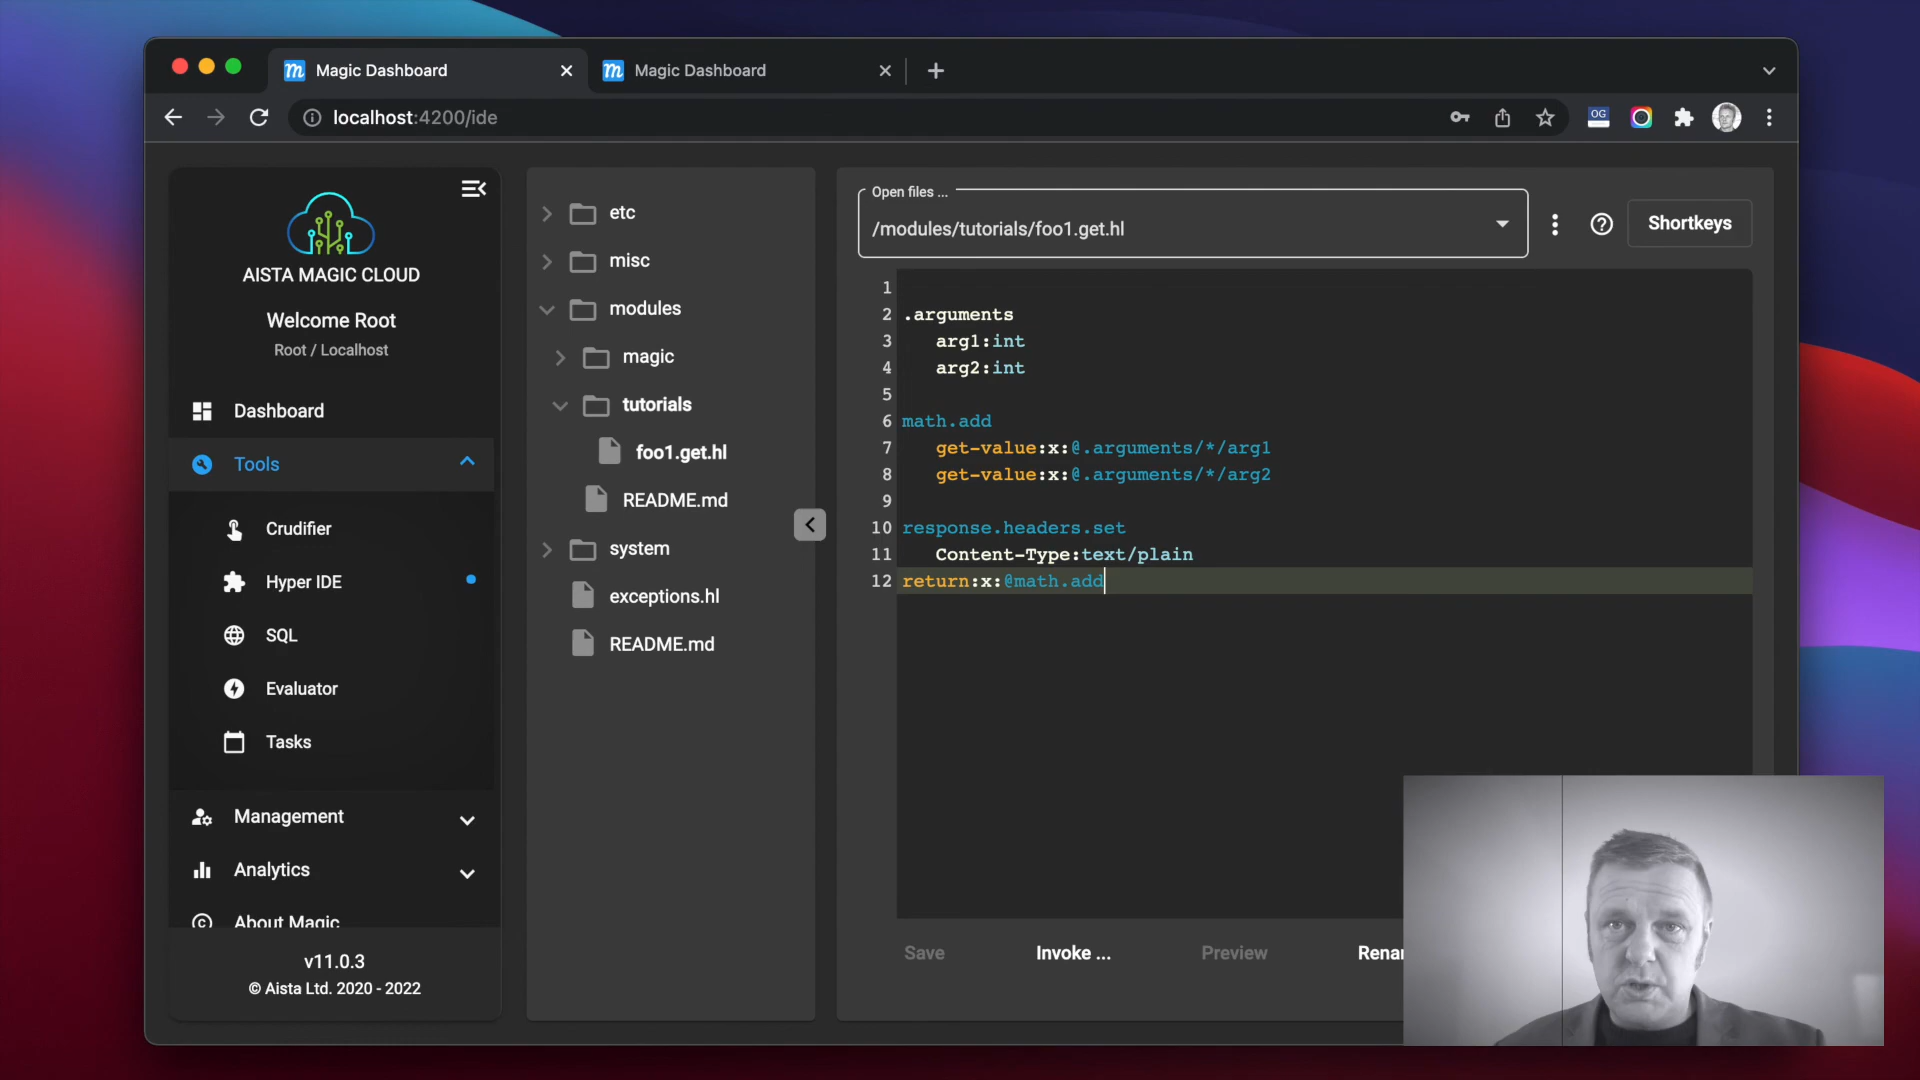 Magic Dashboard
Magic Dashboard
localhost:4200/ide
OG
AISTA MAGIC CLOUD
Welcome Root
Root / Localhost
Dashboard
Tools
Crudifier
Hyper IDE
SQL
Evaluator
Tasks
Management
Analytics
About Magic
v11.0.3
© Aista Ltd. 2020 - 2022
etc
misc
modules
magic
tutorials
foo1.get.hl
README.md
system
exceptions.hl
README.md
Open files ...
/modules/tutorials/foo1.get.hl
Shortkeys
1
2 .arguments
3 arg1:int
4 arg2:int
5
6 math.add
7 get-value:x:@.arguments/*/arg1
8 get-value:x:@.arguments/*/arg2
9
10 response.headers.set
11 Content-Type:text/plain
12 return:x:@math.add
Save
Invoke ...
Preview
Renar